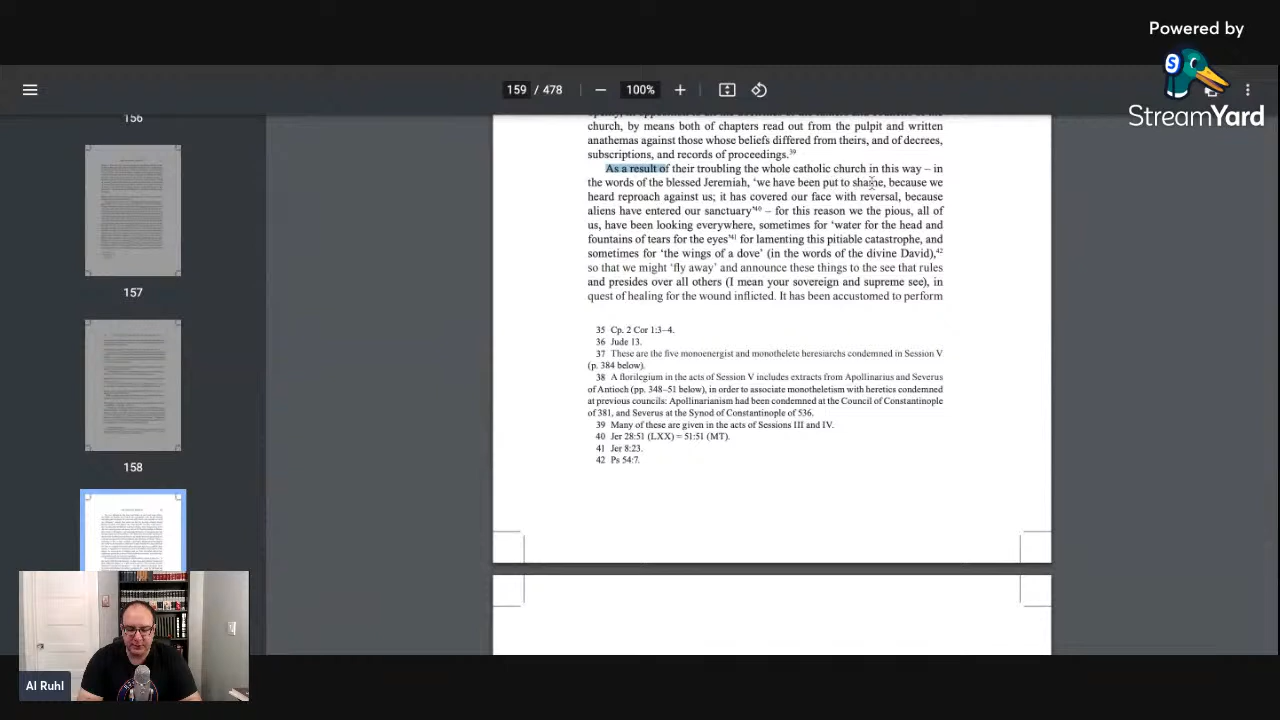 Powered by
StreamYard
159 / 478
100%
156
157
158
church, by means both of chapters read out from the pulpit and written
anathemas against those whose beliefs differed from theirs, and of decrees,
subscriptions, and records of proceedings.39
As a result of their troubling the whole catholic church in this way – in
the words of the blessed Jeremiah, ‘we have been put to shame, because we
heard reproach against us; it has covered our face with reversal, because
aliens have entered our sanctuary’40 – for this reason we the pious, all of
us, have been looking everywhere, sometimes for ‘water for the head and
fountains of tears for the eyes’41 for lamenting this pitiable catastrophe, and
sometimes for ‘the wings of a dove’ (in the words of the divine David),42
so that we might ‘fly away’ and announce these things to the see that rules
and presides over all others (I mean your sovereign and supreme see), in
quest of healing for the wound inflicted. It has been accustomed to perform
35 Cp. 2 Cor 1:3–4.
36 Jude 13.
37 These are the five monoenergist and monothelete heresiarchs condemned in Session V
(p. 384 below).
38 A florilegium in the acts of Session V includes extracts from Apollinarius and Severus
of Antioch (pp. 348–51 below), in order to associate monotheletism with heretics condemned
at previous councils: Apollinarianism had been condemned at the Council of Constantinople
of 381, and Severus at the Synod of Constantinople of 536.
39 Many of these are given in the acts of Sessions III and IV.
40 Jer 28:51 (LXX) = 51:51 (MT).
41 Jer 8:23.
42 Ps 54:7.
Al Ruhl